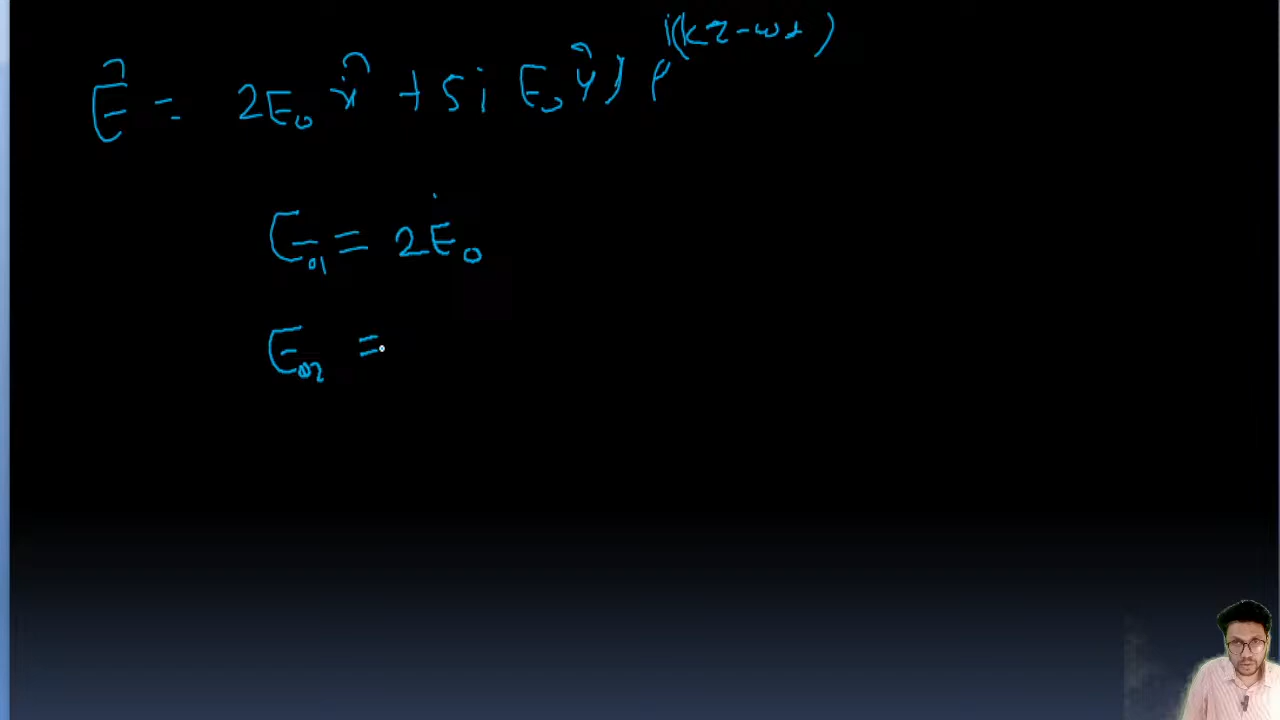 Ê = 2E₀ x̂ + 5i E₀ ŷ) e^{i(kz-ωt)}
E₀₁ = 2E₀
E₀₂ =